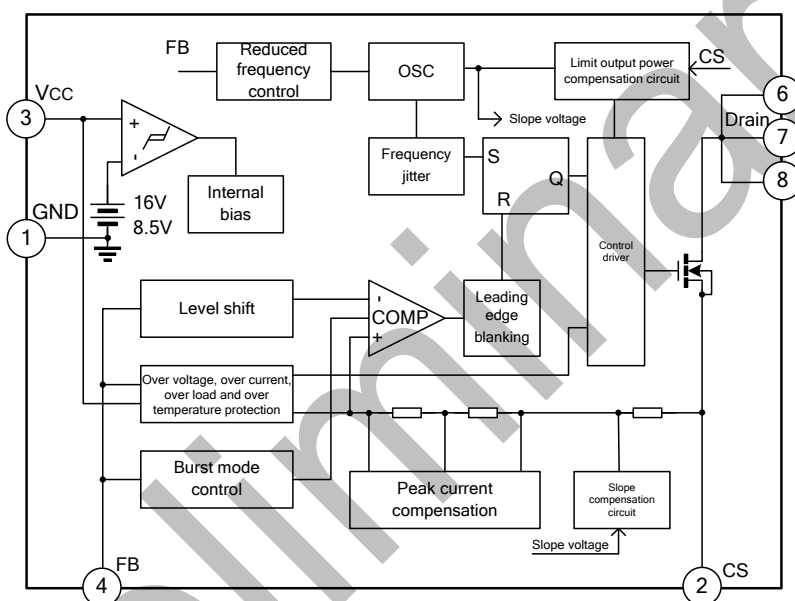 FB
Reduced
frequency
control
OSC
Limit output power
compensation circuit
CS
VCC
3
6
Drain
7
8
Slope voltage
+
-
Frequency
jitter
S
Q
R
Internal
bias
16V
8.5V
GND
1
Control
driver
Level shift
-
COMP
+
Leading
edge
blanking
Over voltage, over current,
over load and over
temperature protection
Burst mode
control
Peak current
compensation
Slope
compensation
circuit
Slope voltage
FB
4
CS
2